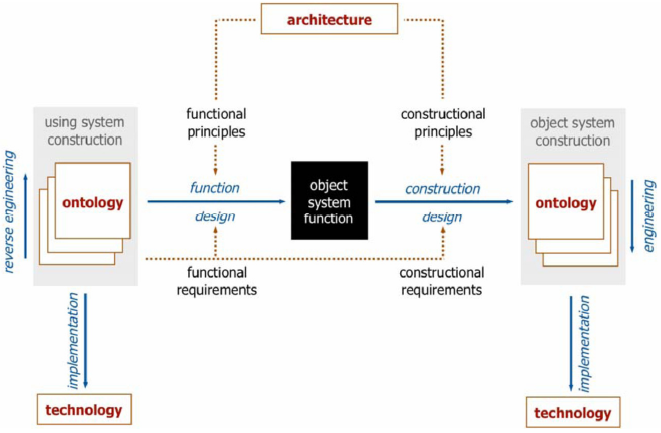 architecture
functional
principles
constructional
principles
using system
construction
object system
construction
reverse engineering
ontology
function
design
object
system
function
construction
design
ontology
engineering
functional
requirements
constructional
requirements
implementation
implementation
technology
technology